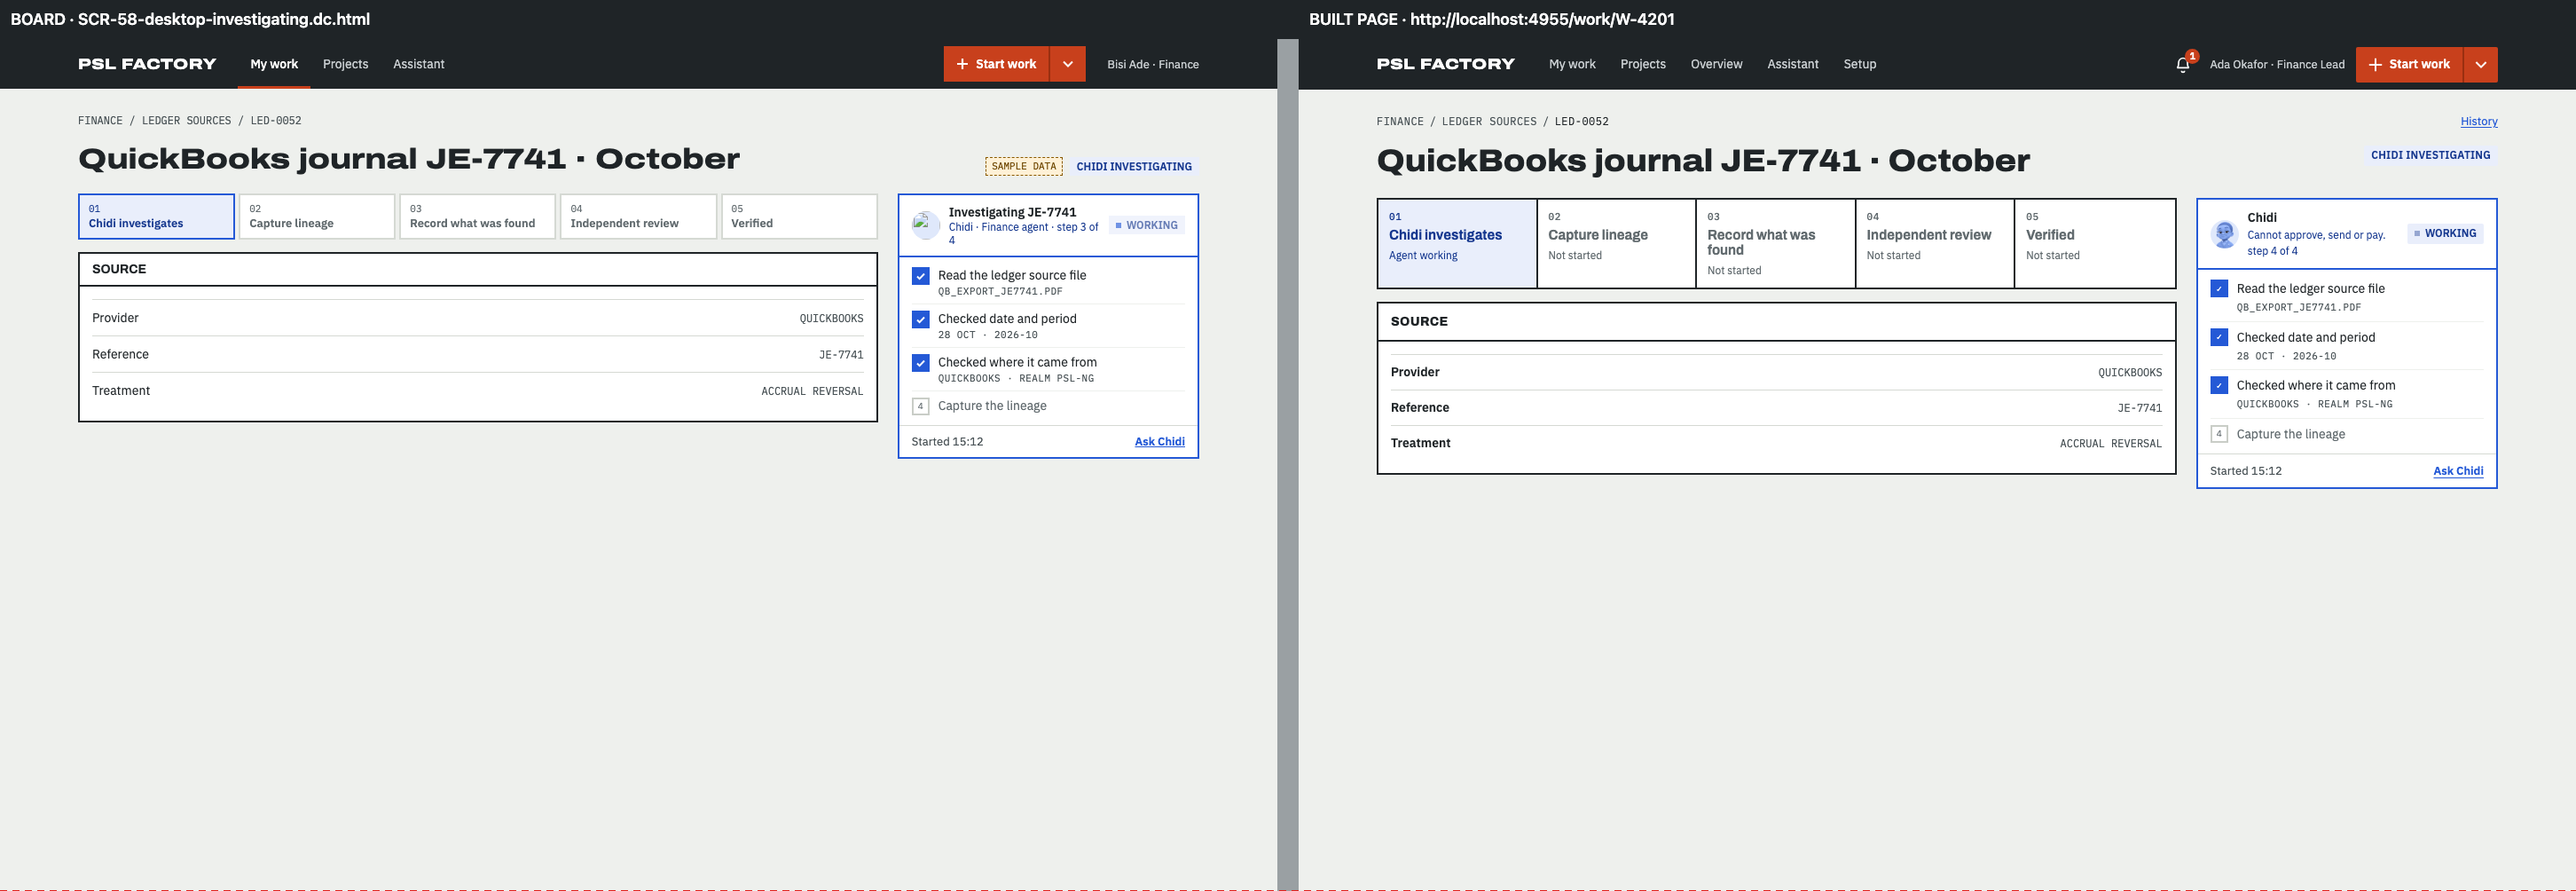 BOARD · SCR-58-desktop-investigating.dc.html
PSL FACTORY
My work
Projects
Assistant
Start work
Bisi Ade · Finance
FINANCE / LEDGER SOURCES / LED-0052
QuickBooks journal JE-7741 · October
SAMPLE DATA
CHIDI INVESTIGATING
01
Chidi investigates
02
Capture lineage
03
Record what was found
04
Independent review
05
Verified
SOURCE
Provider
QUICKBOOKS
Reference
JE-7741
Treatment
ACCRUAL REVERSAL
Investigating JE-7741
Chidi · Finance agent · step 3 of
4
WORKING
Read the ledger source file
QB_EXPORT_JE7741.PDF
Checked date and period
28 OCT · 2026-10
Checked where it came from
QUICKBOOKS · REALM PSL-NG
4
Capture the lineage
Started 15:12
Ask Chidi
BUILT PAGE · http://localhost:4955/work/W-4201
PSL FACTORY
My work
Projects
Overview
Assistant
Setup
1
Ada Okafor · Finance Lead
Start work
FINANCE / LEDGER SOURCES / LED-0052
History
QuickBooks journal JE-7741 · October
CHIDI INVESTIGATING
01
Chidi investigates
Agent working
02
Capture lineage
Not started
03
Record what was
found
Not started
04
Independent review
Not started
05
Verified
Not started
SOURCE
Provider
QUICKBOOKS
Reference
JE-7741
Treatment
ACCRUAL REVERSAL
Chidi
Cannot approve, send or pay.
step 4 of 4
WORKING
Read the ledger source file
QB_EXPORT_JE7741.PDF
Checked date and period
28 OCT · 2026-10
Checked where it came from
QUICKBOOKS · REALM PSL-NG
4
Capture the lineage
Started 15:12
Ask Chidi